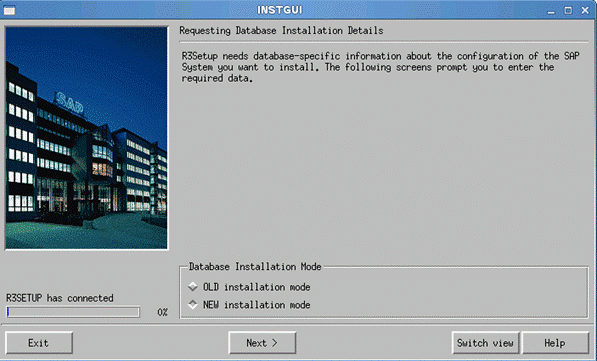 INSTGUI
Requesting Database Installation Details
R3Setup needs database-specific information about the configuration of the SAP
System you want to install. The following screens prompt you to enter the
required data.
SAP
Database Installation Mode
OLD installation mode
NEW installation mode
R3SETUP has connected
0%
Exit
Next >
Switch view
Help